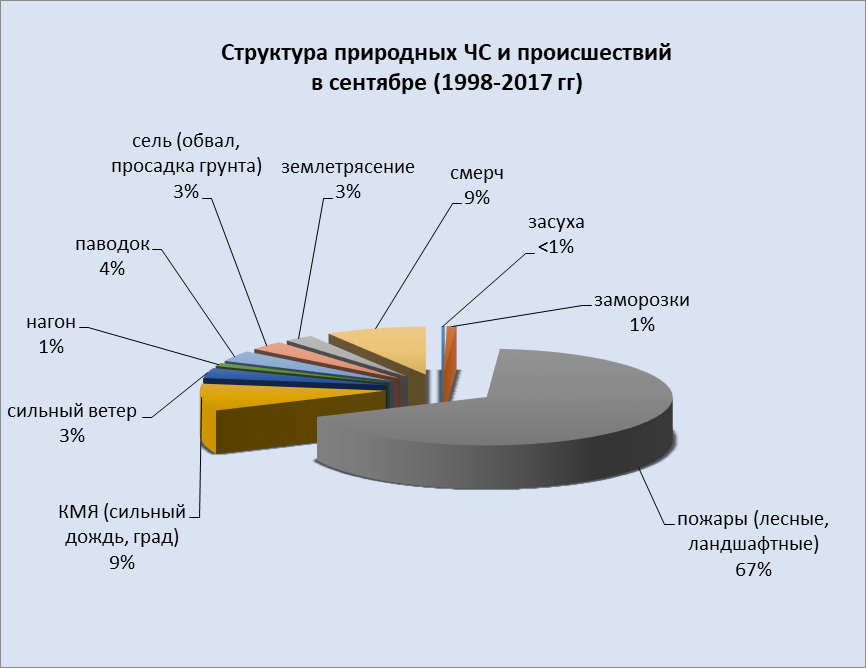 Структура природных ЧС и происшествий
в сентябре (1998-2017 гг)
сель (обвал,
просадка грунта)
3%
землетрясение
3%
смерч
9%
засуха
<1%
паводок
4%
заморозки
1%
нагон
1%
сильный ветер
3%
КМЯ (сильный
дождь, град)
9%
пожары (лесные,
ландшафтные)
67%